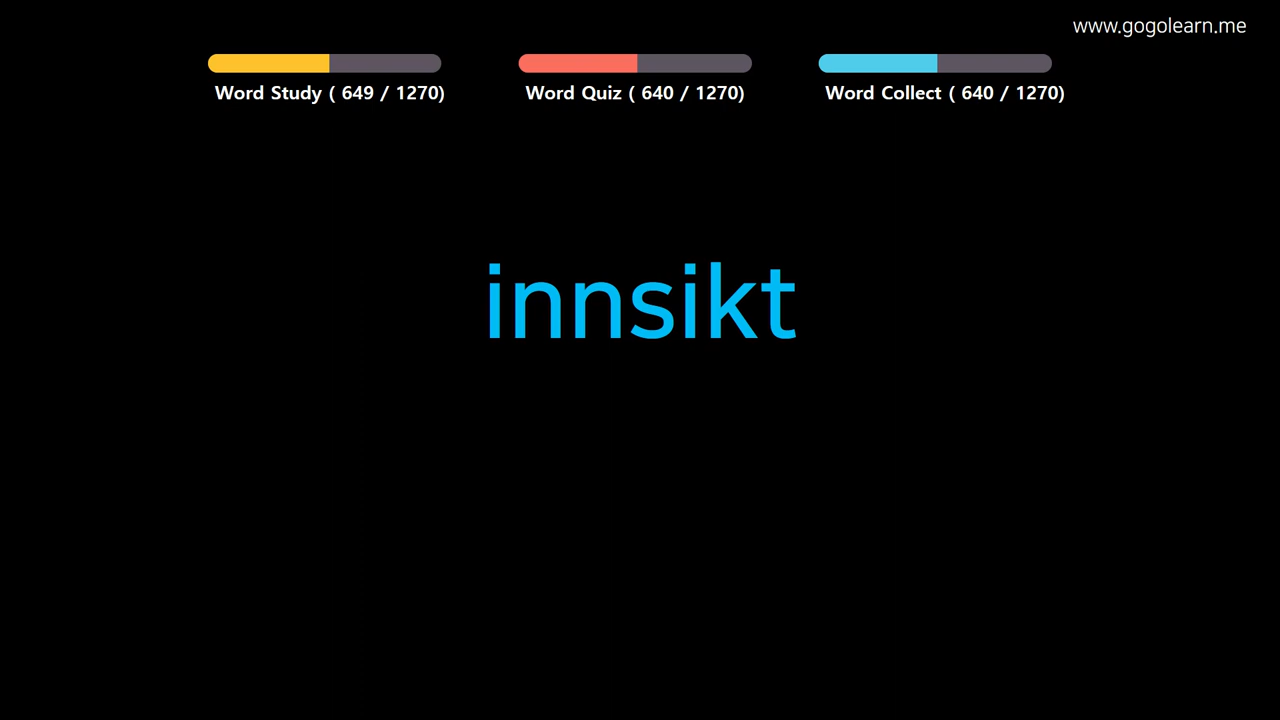 www.gogolearn.me
Word Study ( 649 / 1270)
Word Quiz ( 640 / 1270)
Word Collect ( 640 / 1270)
innsikt